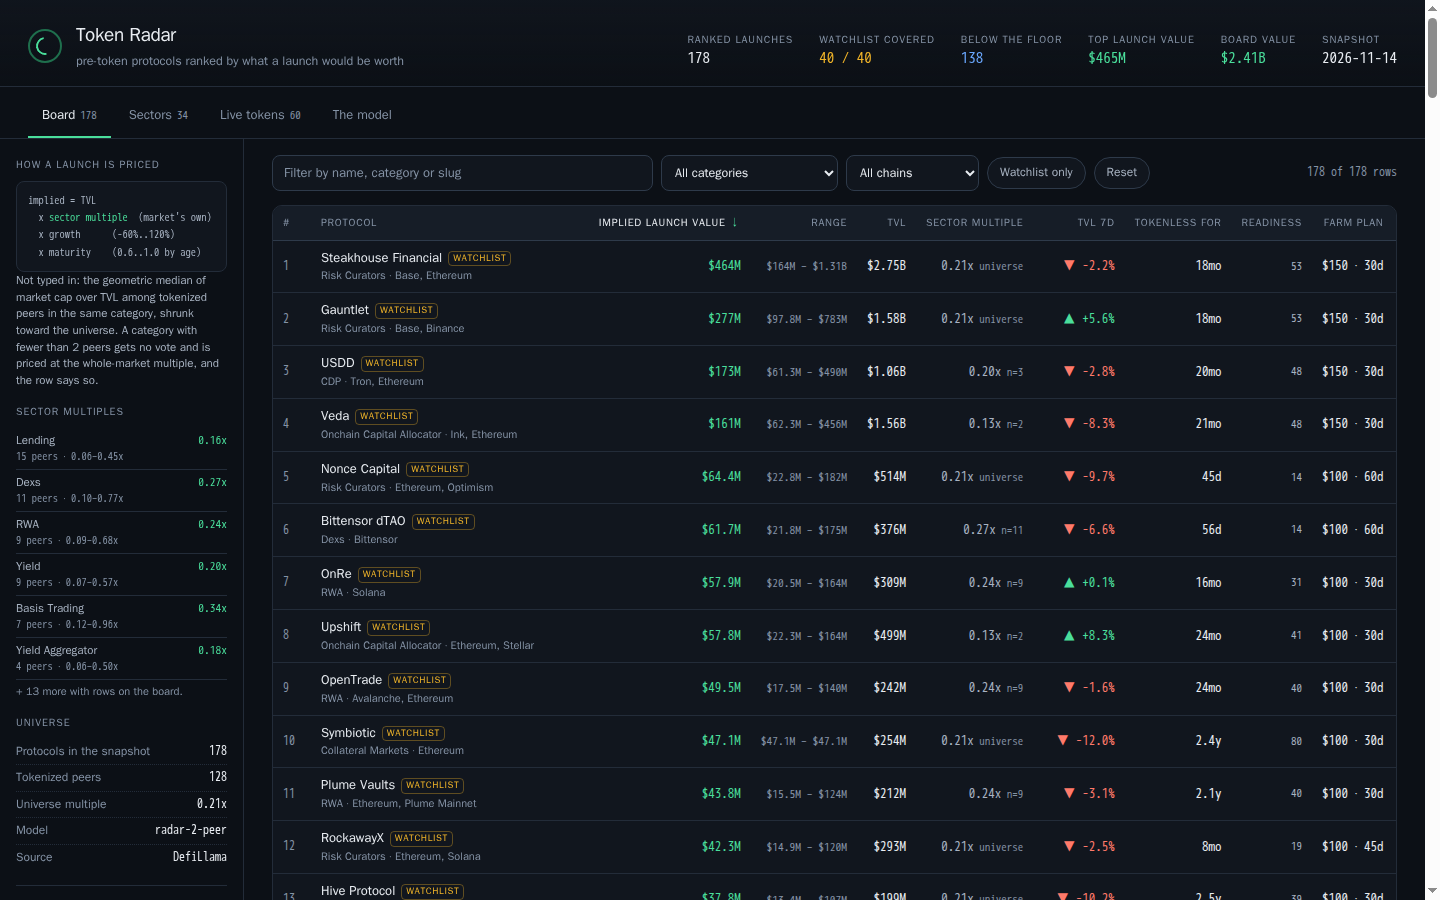 Token Radar
pre-token protocols ranked by what a launch would be worth
RANKED LAUNCHES
178
WATCHLIST COVERED
40 / 40
BELOW THE FLOOR
138
TOP LAUNCH VALUE
$465M
BOARD VALUE
$2.41B
SNAPSHOT
2026-11-14
Board 178
Sectors 34
Live tokens 60
The model
HOW A LAUNCH IS PRICED
implied = TVL
x sector multiple (market's own)
x growth (-60%..120%)
x maturity (0.6..1.0 by age)
Not typed in: the geometric median of
market cap over TVL among tokenized
peers in the same category, shrunk
toward the universe. A category with
fewer than 2 peers gets no vote and is
priced at the whole-market multiple, and
the row says so.
SECTOR MULTIPLES
Lending 0.16x
15 peers · 0.06–0.45x
Dexs 0.27x
11 peers · 0.10–0.77x
RWA 0.24x
9 peers · 0.09–0.68x
Yield 0.20x
9 peers · 0.07–0.57x
Basis Trading 0.34x
7 peers · 0.12–0.96x
Yield Aggregator 0.18x
4 peers · 0.06–0.50x
+ 13 more with rows on the board.
UNIVERSE
Protocols in the snapshot 178
Tokenized peers 128
Universe multiple 0.21x
Model radar-2-peer
Source DefiLlama
Filter by name, category or slug
All categories
All chains
Watchlist only
Reset
178 of 178 rows
# PROTOCOL IMPLIED LAUNCH VALUE ↓ RANGE TVL SECTOR MULTIPLE TVL 7D TOKENLESS FOR READINESS FARM PLAN
1 Steakhouse Financial WATCHLIST $464M $164M – $1.31B $2.75B 0.21x universe ▼ -2.2% 18mo 53 $150 · 30d
Risk Curators · Base, Ethereum
2 Gauntlet WATCHLIST $277M $97.8M – $783M $1.58B 0.21x universe ▲ +5.6% 18mo 53 $150 · 30d
Risk Curators · Base, Binance
3 USDD WATCHLIST $173M $61.3M – $490M $1.06B 0.20x n=3 ▼ -2.8% 20mo 48 $150 · 30d
CDP · Tron, Ethereum
4 Veda WATCHLIST $161M $62.3M – $456M $1.56B 0.13x n=2 ▼ -8.3% 21mo 48 $150 · 30d
Onchain Capital Allocator · Ink, Ethereum
5 Nonce Capital WATCHLIST $64.4M $22.8M – $182M $514M 0.21x universe ▼ -9.7% 45d 14 $100 · 60d
Risk Curators · Ethereum, Optimism
6 Bittensor dTAO WATCHLIST $61.7M $21.8M – $175M $376M 0.27x n=11 ▼ -6.6% 56d 14 $100 · 60d
Dexs · Bittensor
7 OnRe WATCHLIST $57.9M $20.5M – $164M $309M 0.24x n=9 ▲ +0.1% 16mo 31 $100 · 30d
RWA · Solana
8 Upshift WATCHLIST $57.8M $22.3M – $164M $499M 0.13x n=2 ▲ +8.3% 24mo 41 $100 · 30d
Onchain Capital Allocator · Ethereum, Stellar
9 OpenTrade WATCHLIST $49.5M $17.5M – $140M $242M 0.24x n=9 ▼ -1.6% 24mo 40 $100 · 30d
RWA · Avalanche, Ethereum
10 Symbiotic WATCHLIST $47.1M $47.1M – $47.1M $254M 0.21x universe ▼ -12.0% 2.4y 80 $100 · 30d
Collateral Markets · Ethereum
11 Plume Vaults WATCHLIST $43.8M $15.5M – $124M $212M 0.24x n=9 ▼ -3.1% 2.1y 40 $100 · 30d
RWA · Ethereum, Plume Mainnet
12 RockawayX WATCHLIST $42.3M $14.9M – $120M $293M 0.21x universe ▼ -2.5% 8mo 19 $100 · 45d
Risk Curators · Ethereum, Solana
13 Hive Protocol WATCHLIST $37.8M $13.4M – $107M $199M 0.21x universe ▼ -10.2% 2.5y 39 $100 · 30d